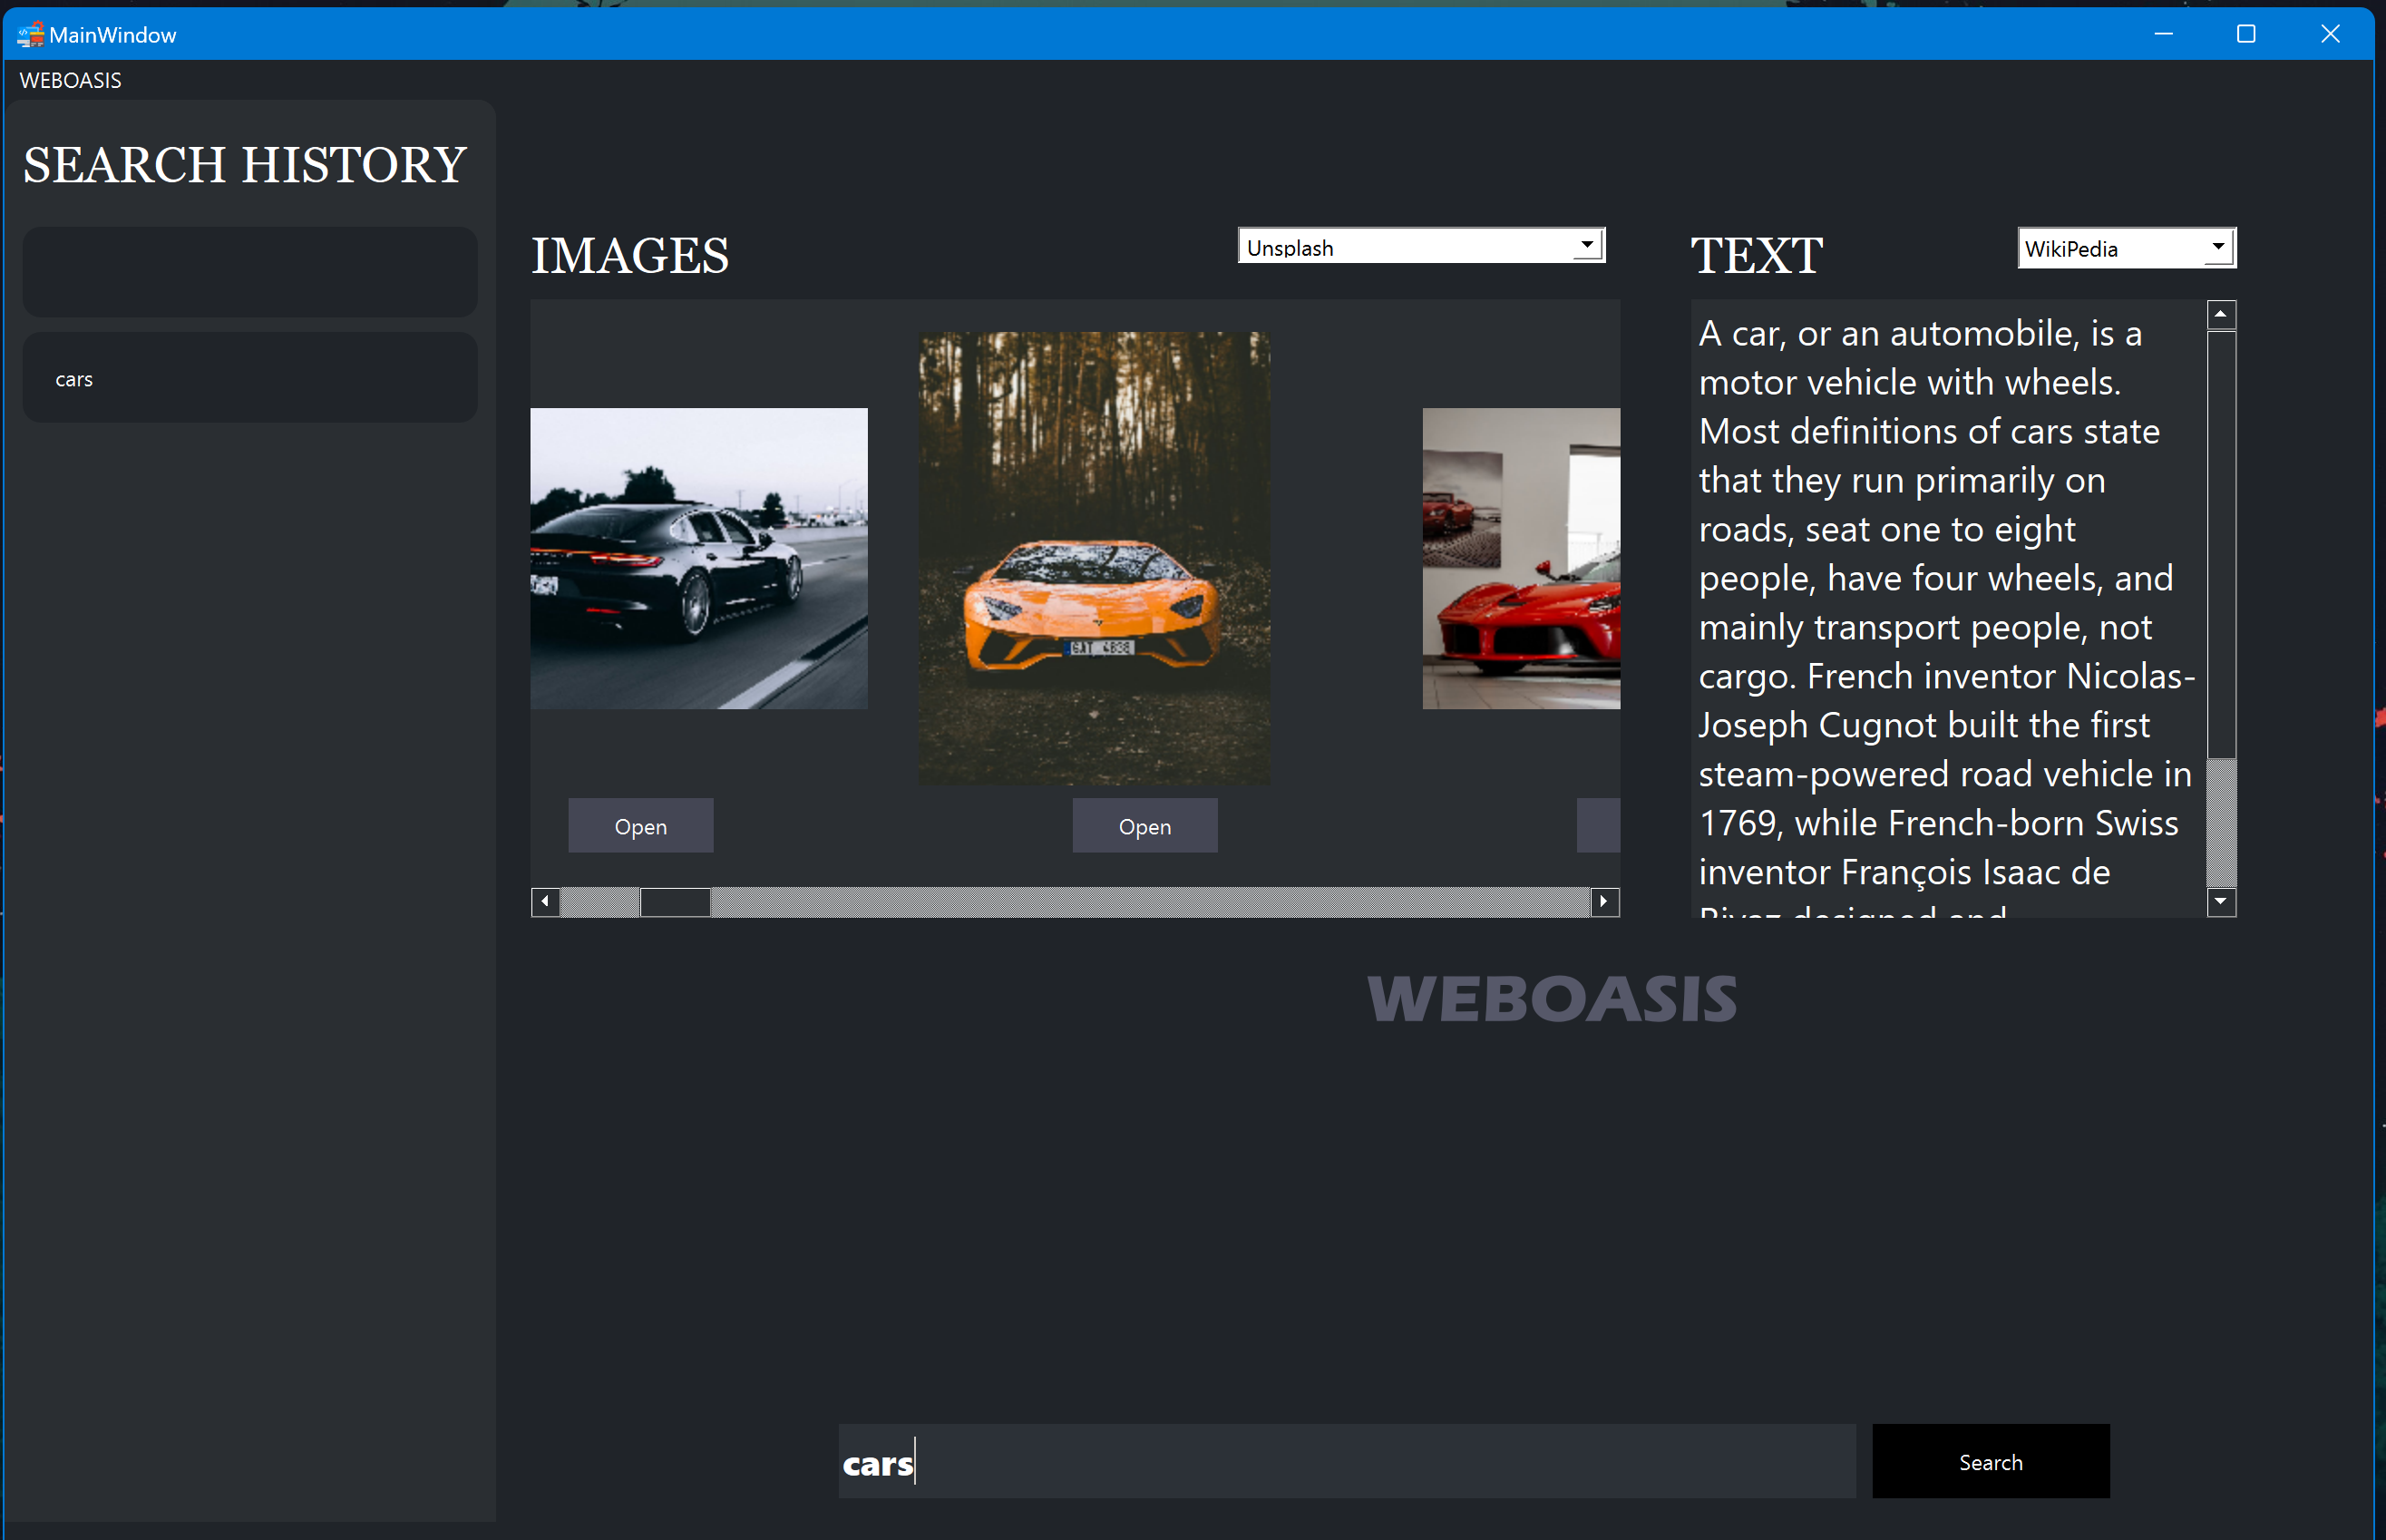 MainWindow
WEBOASIS
SEARCH HISTORY
cars
IMAGES
Unsplash
Open
Open
TEXT
WikiPedia
A car, or an automobile, is a
motor vehicle with wheels.
Most definitions of cars state
that they run primarily on
roads, seat one to eight
people, have four wheels, and
mainly transport people, not
cargo. French inventor Nicolas-
Joseph Cugnot built the first
steam-powered road vehicle in
1769, while French-born Swiss
inventor François Isaac de
Rivaz designed and
WEBOASIS
cars
Search